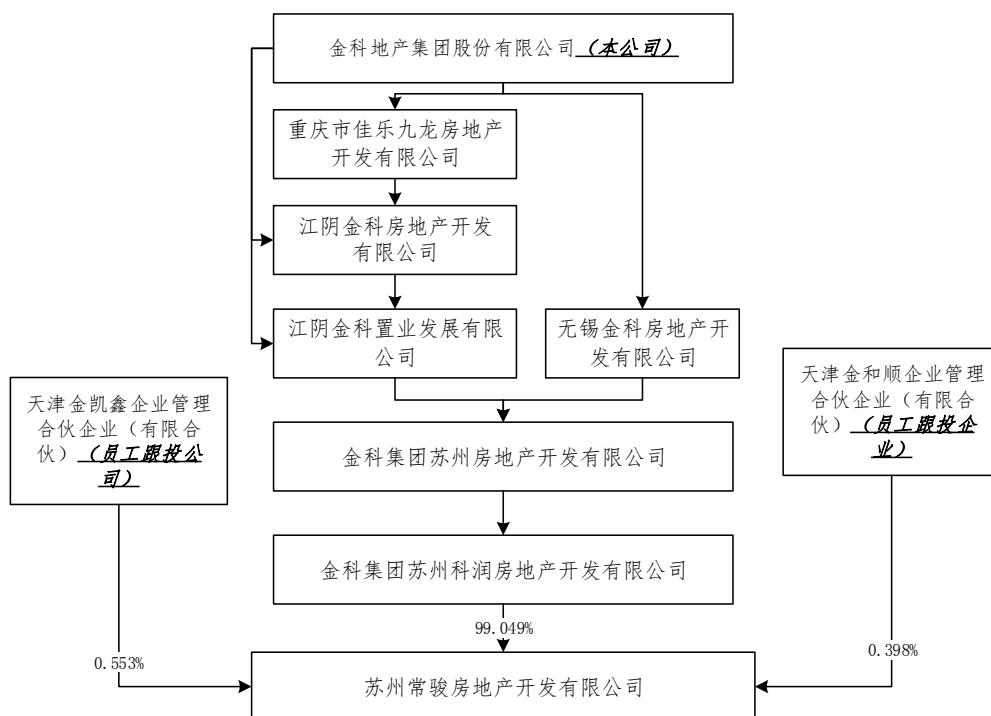 金科地产集团股份有限公司（本公司）
重庆市佳乐九龙房地产
开发有限公司
江阴金科房地产开发
有限公司
江阴金科置业发展有限
公司
无锡金科房地产开
发有限公司
天津金凯鑫企业管理
合伙企业（有限合
伙）（员工跟投公
司）
天津金和顺企业管理
合伙企业（有限合
伙）（员工跟投企
业）
金科集团苏州房地产开发有限公司
金科集团苏州科润房地产开发有限公司
99.049%
0.553%
0.398%
苏州常骏房地产开发有限公司